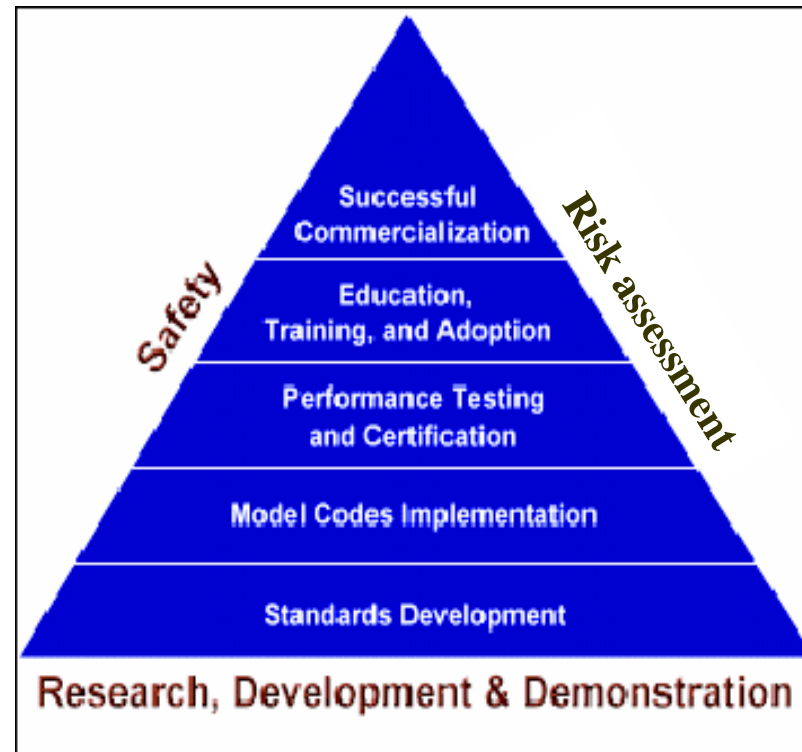 Successful
Commercialization
Safety
Risk assessment
Education,
Training, and Adoption
Performance Testing
and Certification
Model Codes Implementation
Standards Development
Research, Development & Demonstration